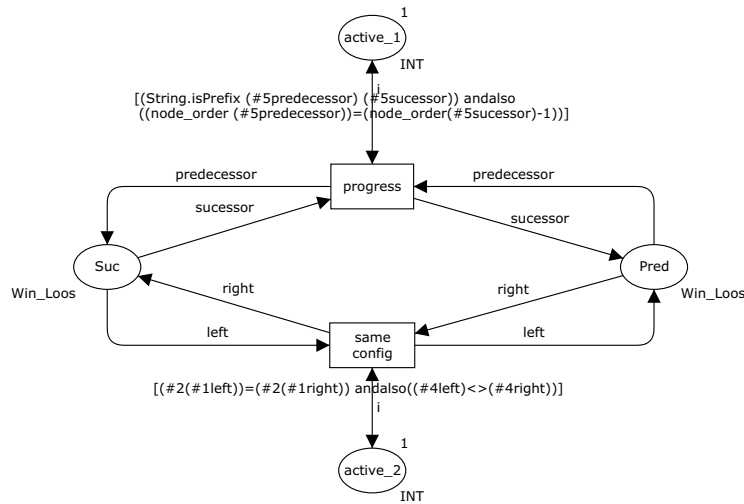 1
active_1
INT
i
[(String.isPrefix (#5predecessor) (#5sucessor)) andalso
((node_order (#5predecessor))=(node_order(#5sucessor)-1))]
predecessor
progress
predecessor
sucessor
sucessor
Suc
Pred
Win_Loos
Win_Loos
right
right
left
same
config
left
[(#2(#1left))=(#2(#1right)) andalso((#4left)<>(#4right))]
i
1
active_2
INT